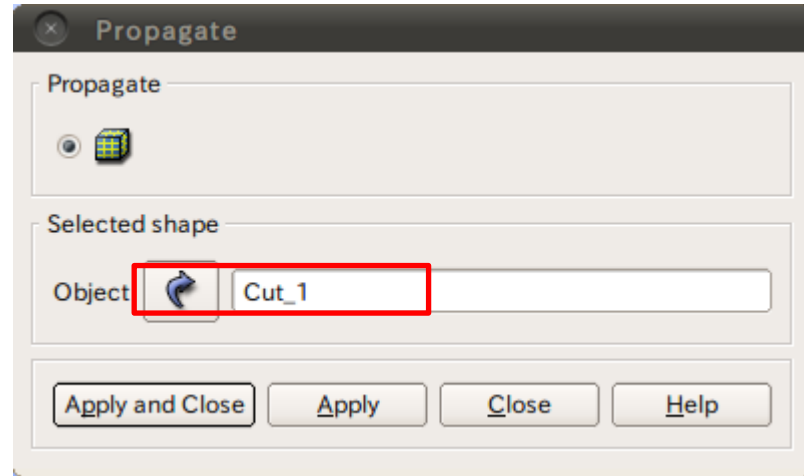 Propagate
Propagate
Selected shape
Object
Cut_1
Apply and Close
Apply
Close
Help